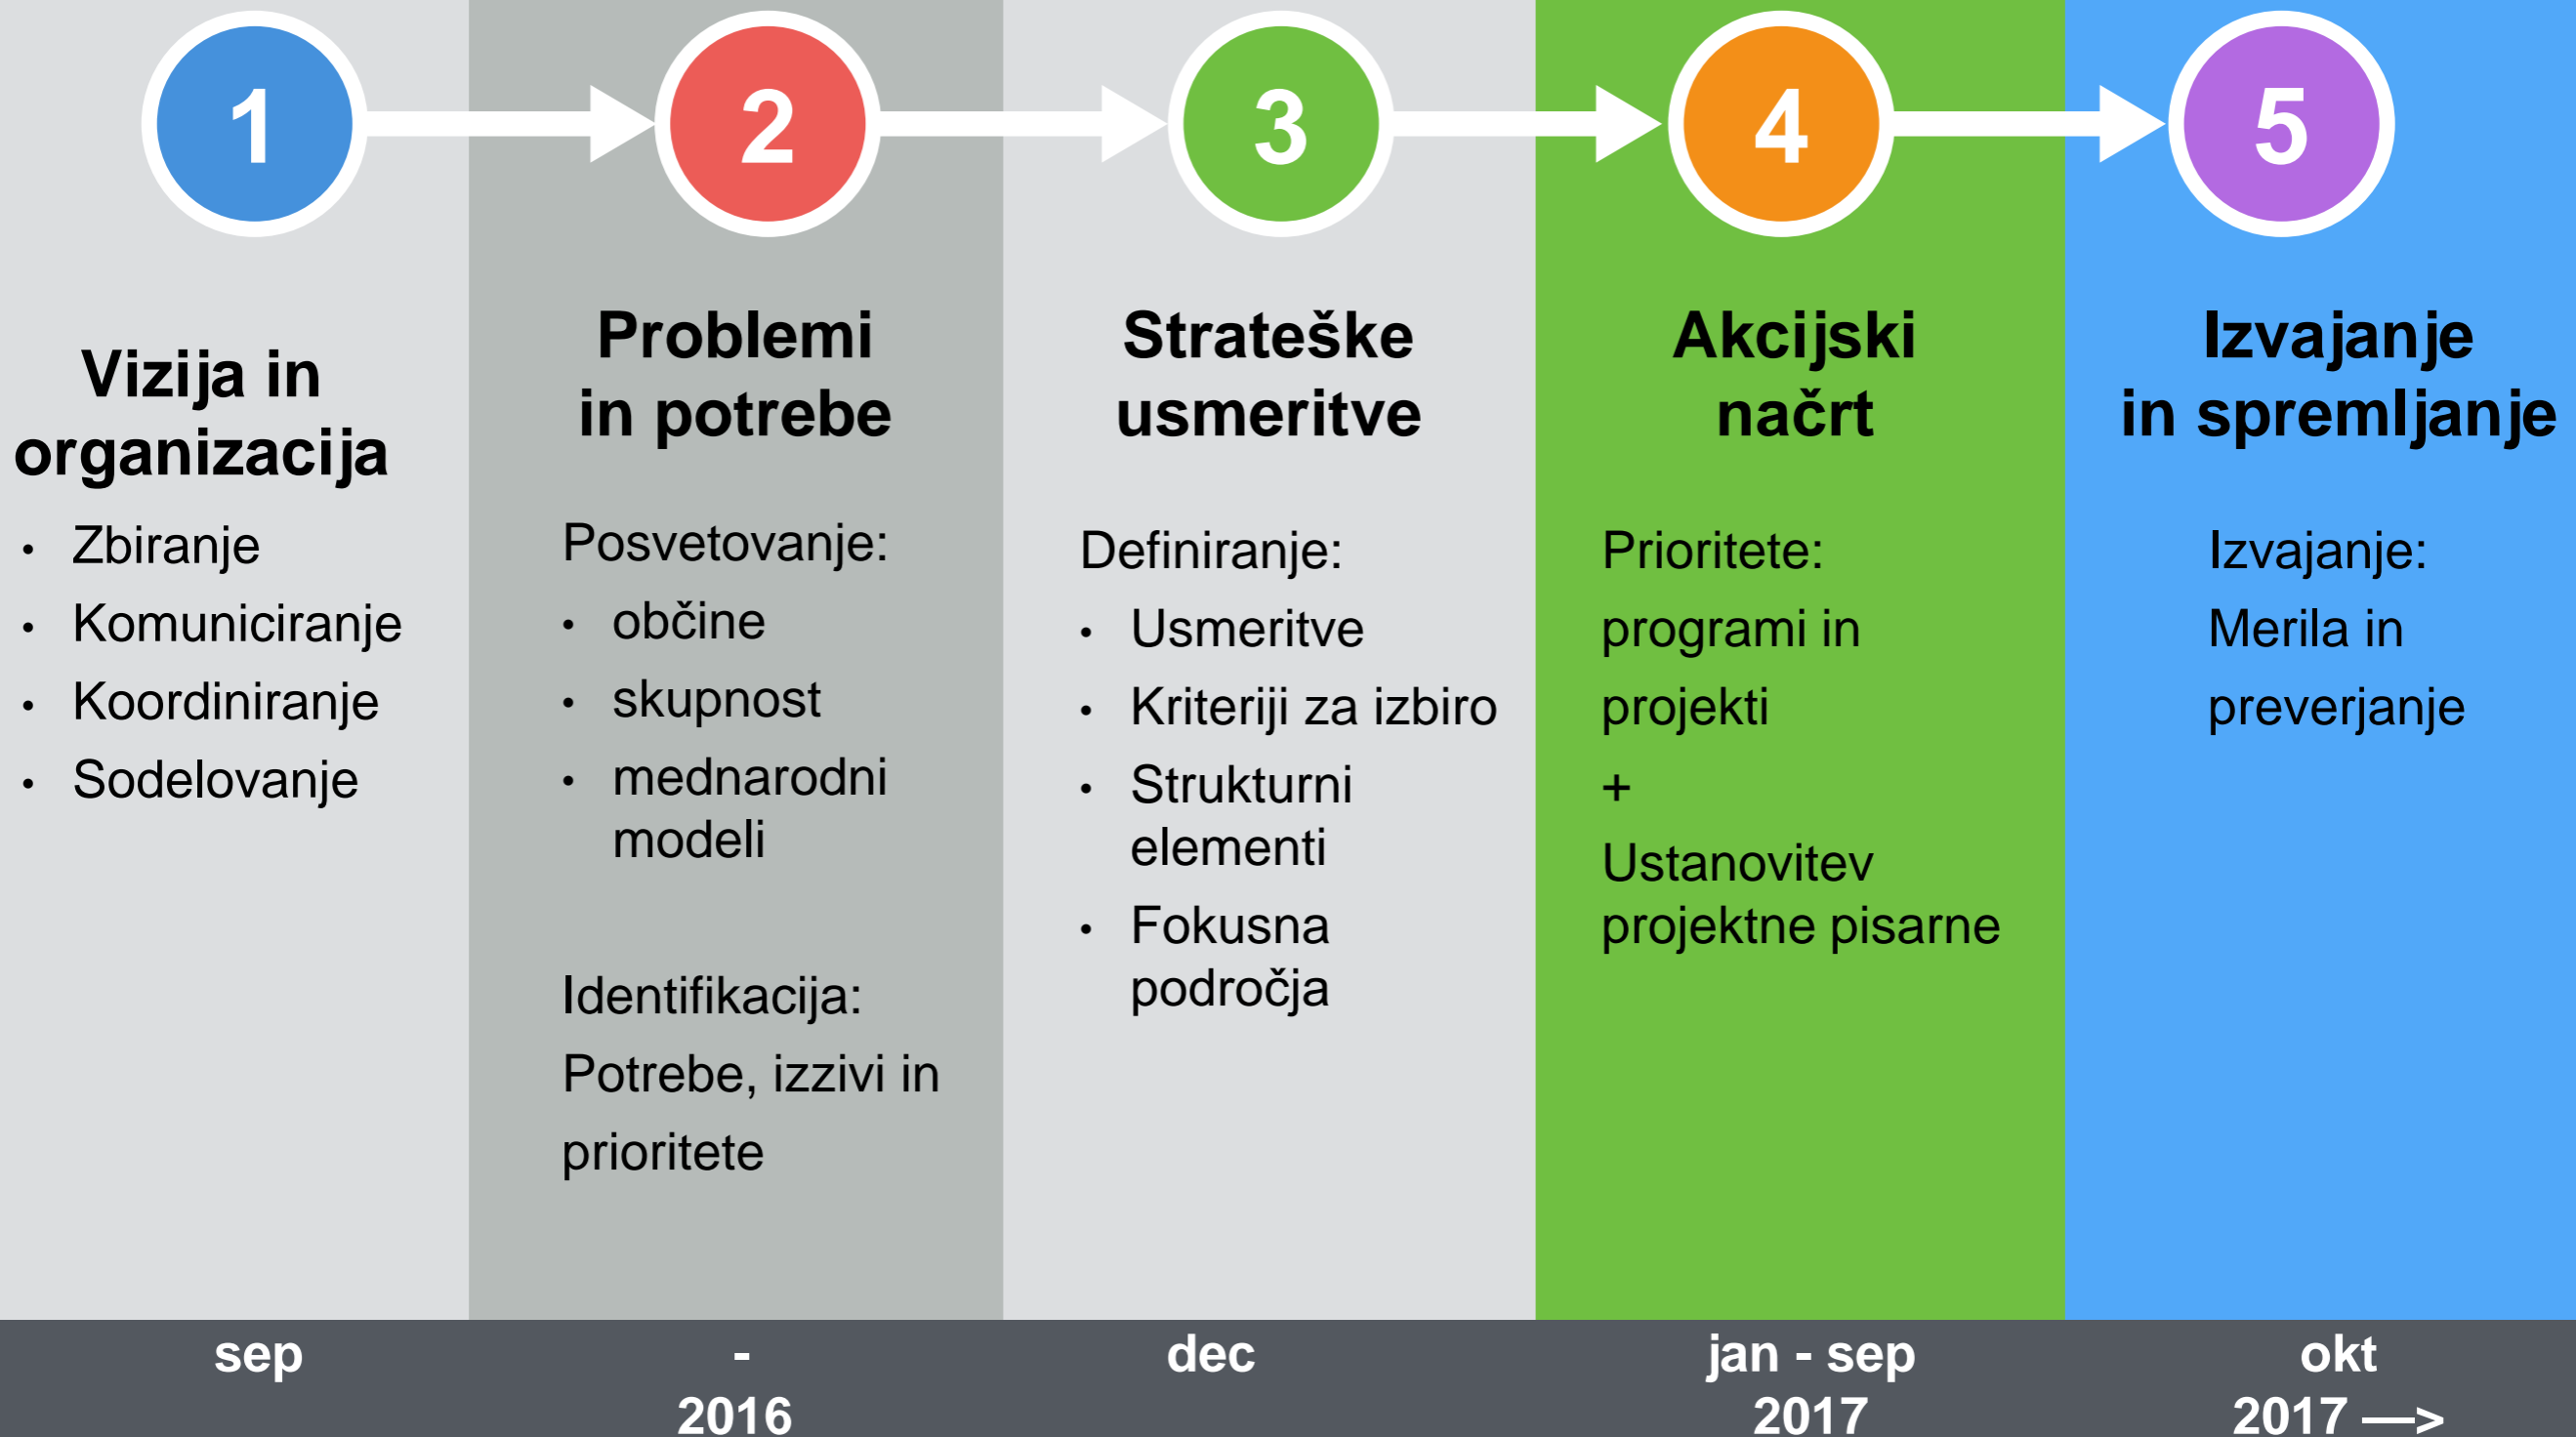 1
Vizija in
organizacija
• Zbiranje
• Komuniciranje
• Koordiniranje
• Sodelovanje
2
Problemi
in potrebe
Posvetovanje:
• občine
• skupnost
• mednarodni
modeli
Identifikacija:
Potrebe, izzivi in
prioritete
3
Strateške
usmeritve
Definiranje:
• Usmeritve
• Kriteriji za izbiro
• Strukturni
elementi
• Fokusna
področja
4
Akcijski
načrt
Prioritete:
programi in
projekti
+
Ustanovitev
projektne pisarne
5
Izvajanje
in spremljanje
Izvajanje:
Merila in
preverjanje
sep - dec
2016
jan - sep
2017
okt
2017 —>